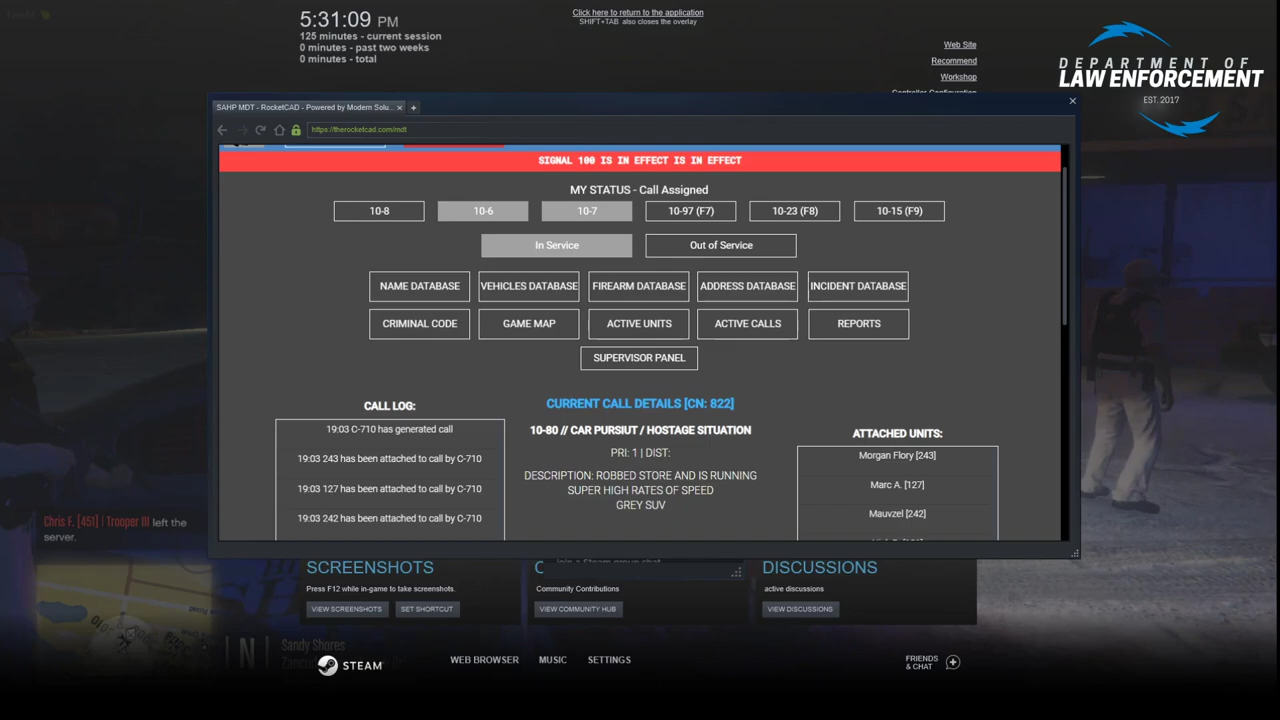 5:31:09 PM
125 minutes - current session
0 minutes - past two weeks
0 minutes - total
Click here to return to the application
SHIFT+TAB also closes the overlay
Web Site
Recommend
Workshop
Controller Configuration
DEPARTMENT OF
LAW ENFORCEMENT
EST. 2017
SAHP MDT - RocketCAD - Powered by Modern Solu...
https://therocketcad.com/mdt
SIGNAL 100 IS IN EFFECT IS IN EFFECT
MY STATUS - Call Assigned
10-8 10-6 10-7 10-97 (F7) 10-23 (F8) 10-15 (F9)
In Service Out of Service
NAME DATABASE VEHICLES DATABASE FIREARM DATABASE ADDRESS DATABASE INCIDENT DATABASE
CRIMINAL CODE GAME MAP ACTIVE UNITS ACTIVE CALLS REPORTS
SUPERVISOR PANEL
CALL LOG:
19:03 C-710 has generated call
19:03 243 has been attached to call by C-710
19:03 127 has been attached to call by C-710
19:03 242 has been attached to call by C-710
CURRENT CALL DETAILS [CN: 822]
10-80 // CAR PURSIUT / HOSTAGE SITUATION
PRI: 1 | DIST:
DESCRIPTION: ROBBED STORE AND IS RUNNING
SUPER HIGH RATES OF SPEED
GREY SUV
ATTACHED UNITS:
Morgan Flory [243]
Marc A. [127]
Mauvzel [242]
Chris F. [451] | Trooper III left the
server.
join a Steam group chat
SCREENSHOTS
Press F12 while in-game to take screenshots.
VIEW SCREENSHOTS SET SHORTCUT
C
Community Contributions
VIEW COMMUNITY HUB
DISCUSSIONS
active discussions
VIEW DISCUSSIONS
N
Sandy Shores
STEAM
WEB BROWSER MUSIC SETTINGS
FRIENDS
& CHAT